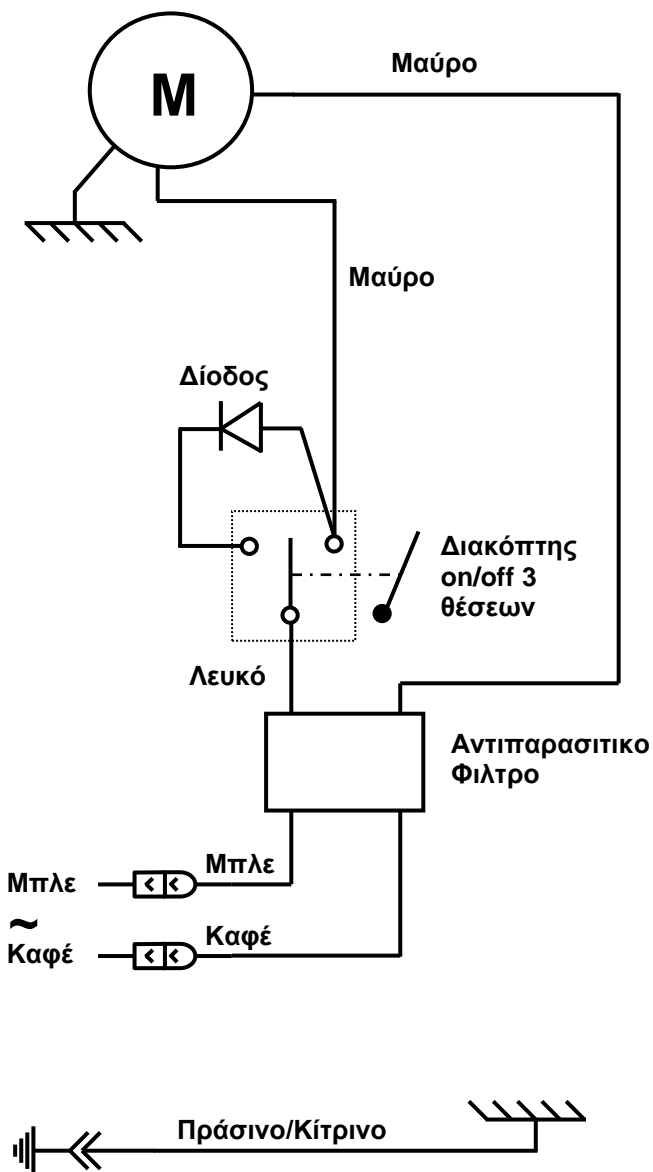 M
Μαύρο
Μαύρο
Δίοδος
Διακόπτης
on/off 3
θέσεων
Λευκό
Αντιπαρασιτικο
Φιλτρο
Μπλε
Μπλε
~
Καφέ
Καφέ
Πράσινο/Κίτρινο